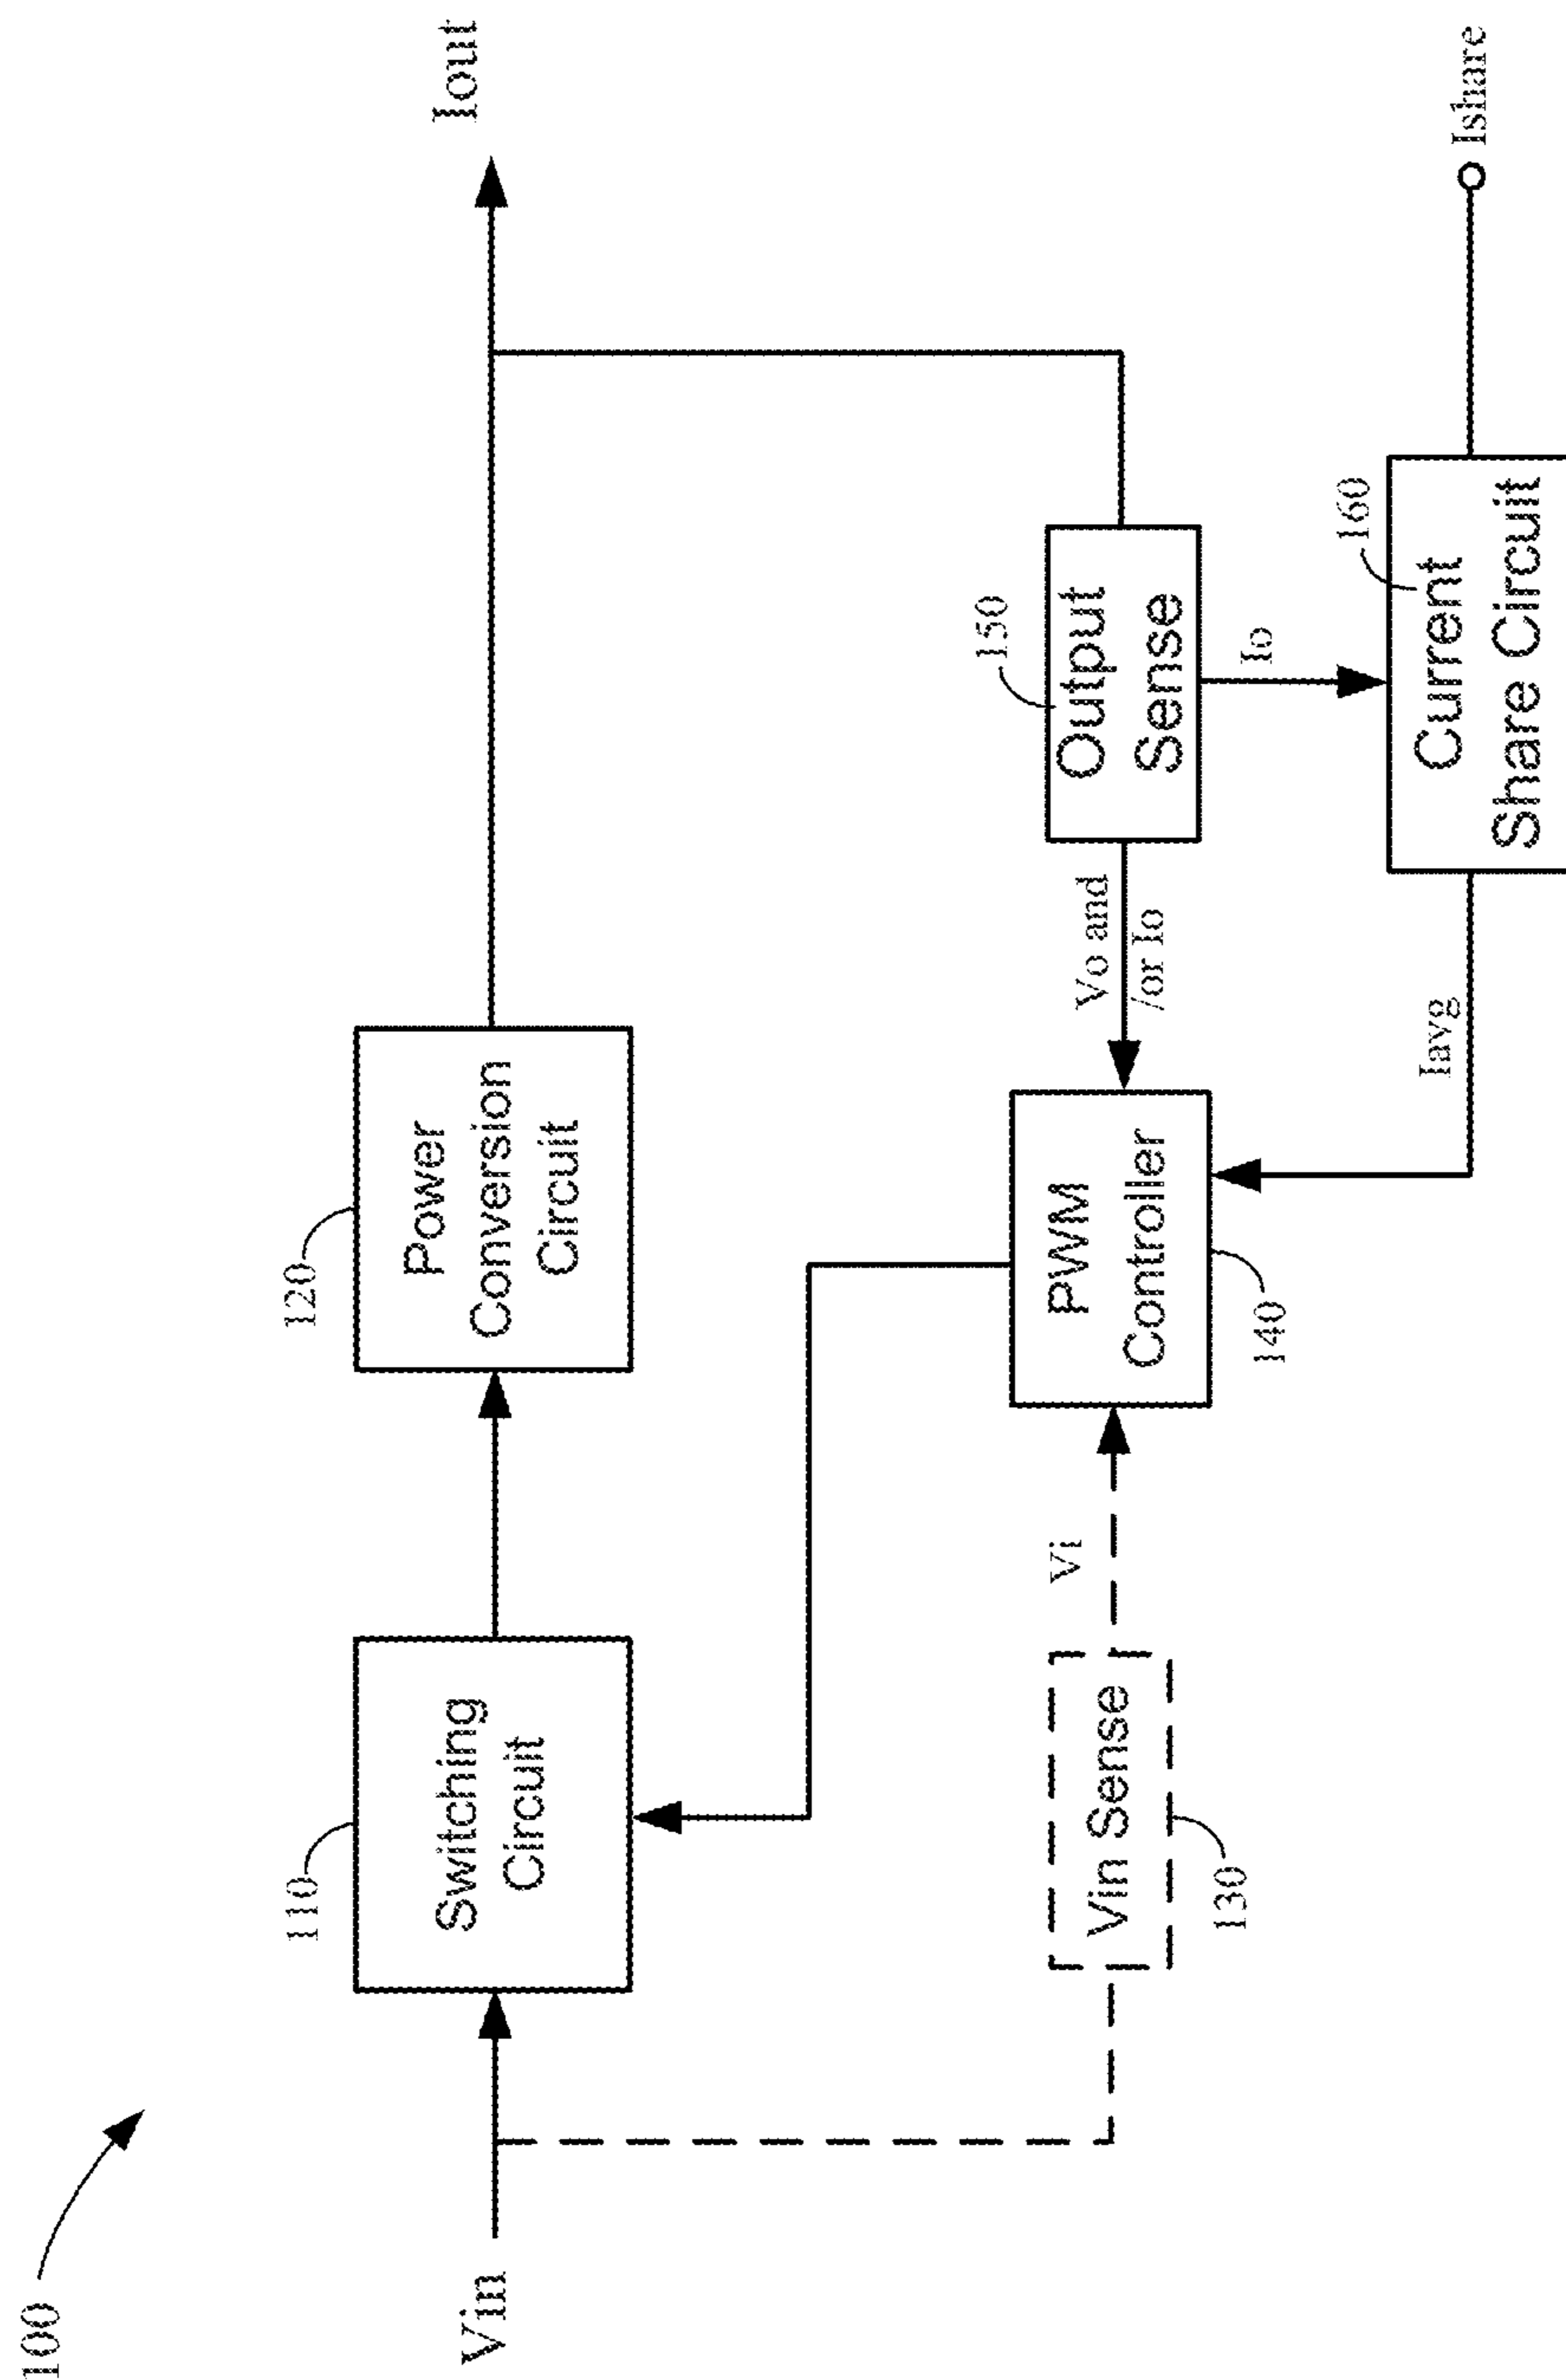 100
110
120
Vin
Switching
Circuit
Power
Conversion
Circuit
Iout
Vin Sense
130
Vi
PWM
Controller
140
Vo and
/or Io
150
Output
Sense
Io
Iavg
160
Current
Share Circuit
Ishare